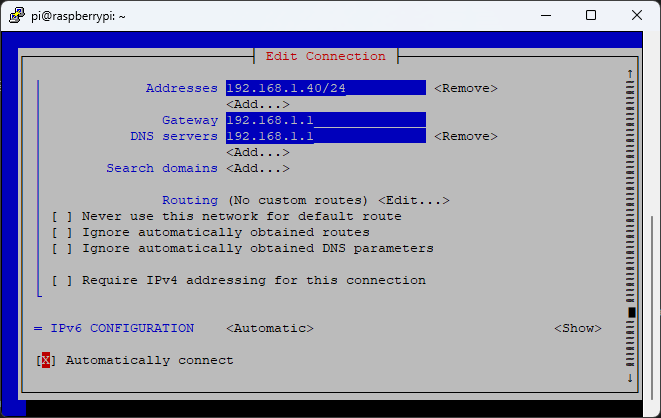 pi@raspberrypi: ~
Edit Connection
Addresses 192.168.1.40/24 <Remove>
<Add...>
Gateway 192.168.1.1
DNS servers 192.168.1.1 <Remove>
<Add...>
Search domains <Add...>
Routing (No custom routes) <Edit...>
[ ] Never use this network for default route
[ ] Ignore automatically obtained routes
[ ] Ignore automatically obtained DNS parameters
[ ] Require IPv4 addressing for this connection
= IPv6 CONFIGURATION <Automatic> <Show>
[X] Automatically connect